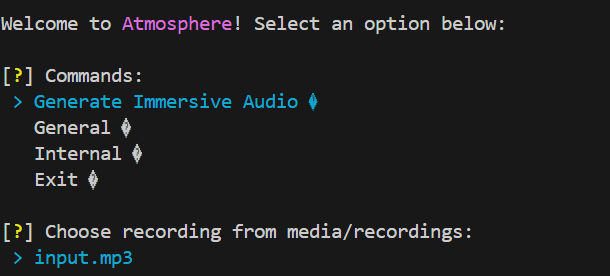 Welcome to Atmosphere! Select an option below:
[?] Commands:
> Generate Immersive Audio �
General �
Internal �
Exit �
[?] Choose recording from media/recordings:
> input.mp3